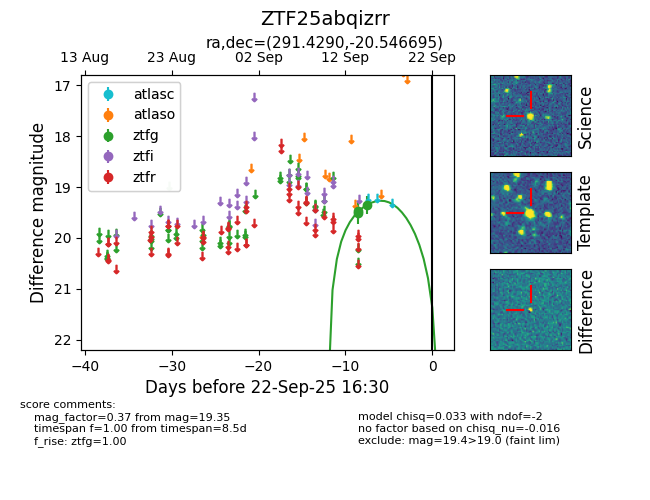 ZTF25abqizrr
ra,dec=(291.4290,-20.546695)
13 Aug 23 Aug 02 Sep 12 Sep 22 Sep
17
18
19
20
21
22
Difference magnitude
atlasc
atlaso
ztfg
ztfi
ztfr
−40 −30 −20 −10 0
Days before 22-Sep-25 16:30
Science
Template
Difference
score comments:
mag_factor=0.37 from mag=19.35
timespan f=1.00 from timespan=8.5d
f_rise: ztfg=1.00
model chisq=0.033 with ndof=-2
no factor based on chisq_nu=-0.016
exclude: mag=19.4>19.0 (faint lim)